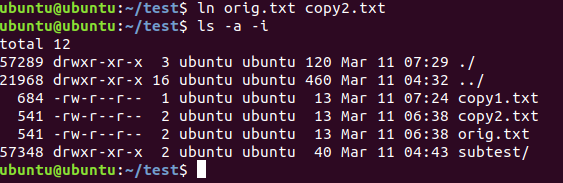 ubuntu@ubuntu:~/test$ ln orig.txt copy2.txt
ubuntu@ubuntu:~/test$ ls -a -i
total 12
57289 drwxr-xr-x  3 ubuntu ubuntu 120 Mar 11 07:29 ./
21968 drwxr-xr-x 16 ubuntu ubuntu 460 Mar 11 04:32 ../
  684 -rw-r--r--  1 ubuntu ubuntu  13 Mar 11 07:24 copy1.txt
  541 -rw-r--r--  2 ubuntu ubuntu  13 Mar 11 06:38 copy2.txt
  541 -rw-r--r--  2 ubuntu ubuntu  13 Mar 11 06:38 orig.txt
57348 drwxr-xr-x  2 ubuntu ubuntu  40 Mar 11 04:43 subtest/
ubuntu@ubuntu:~/test$